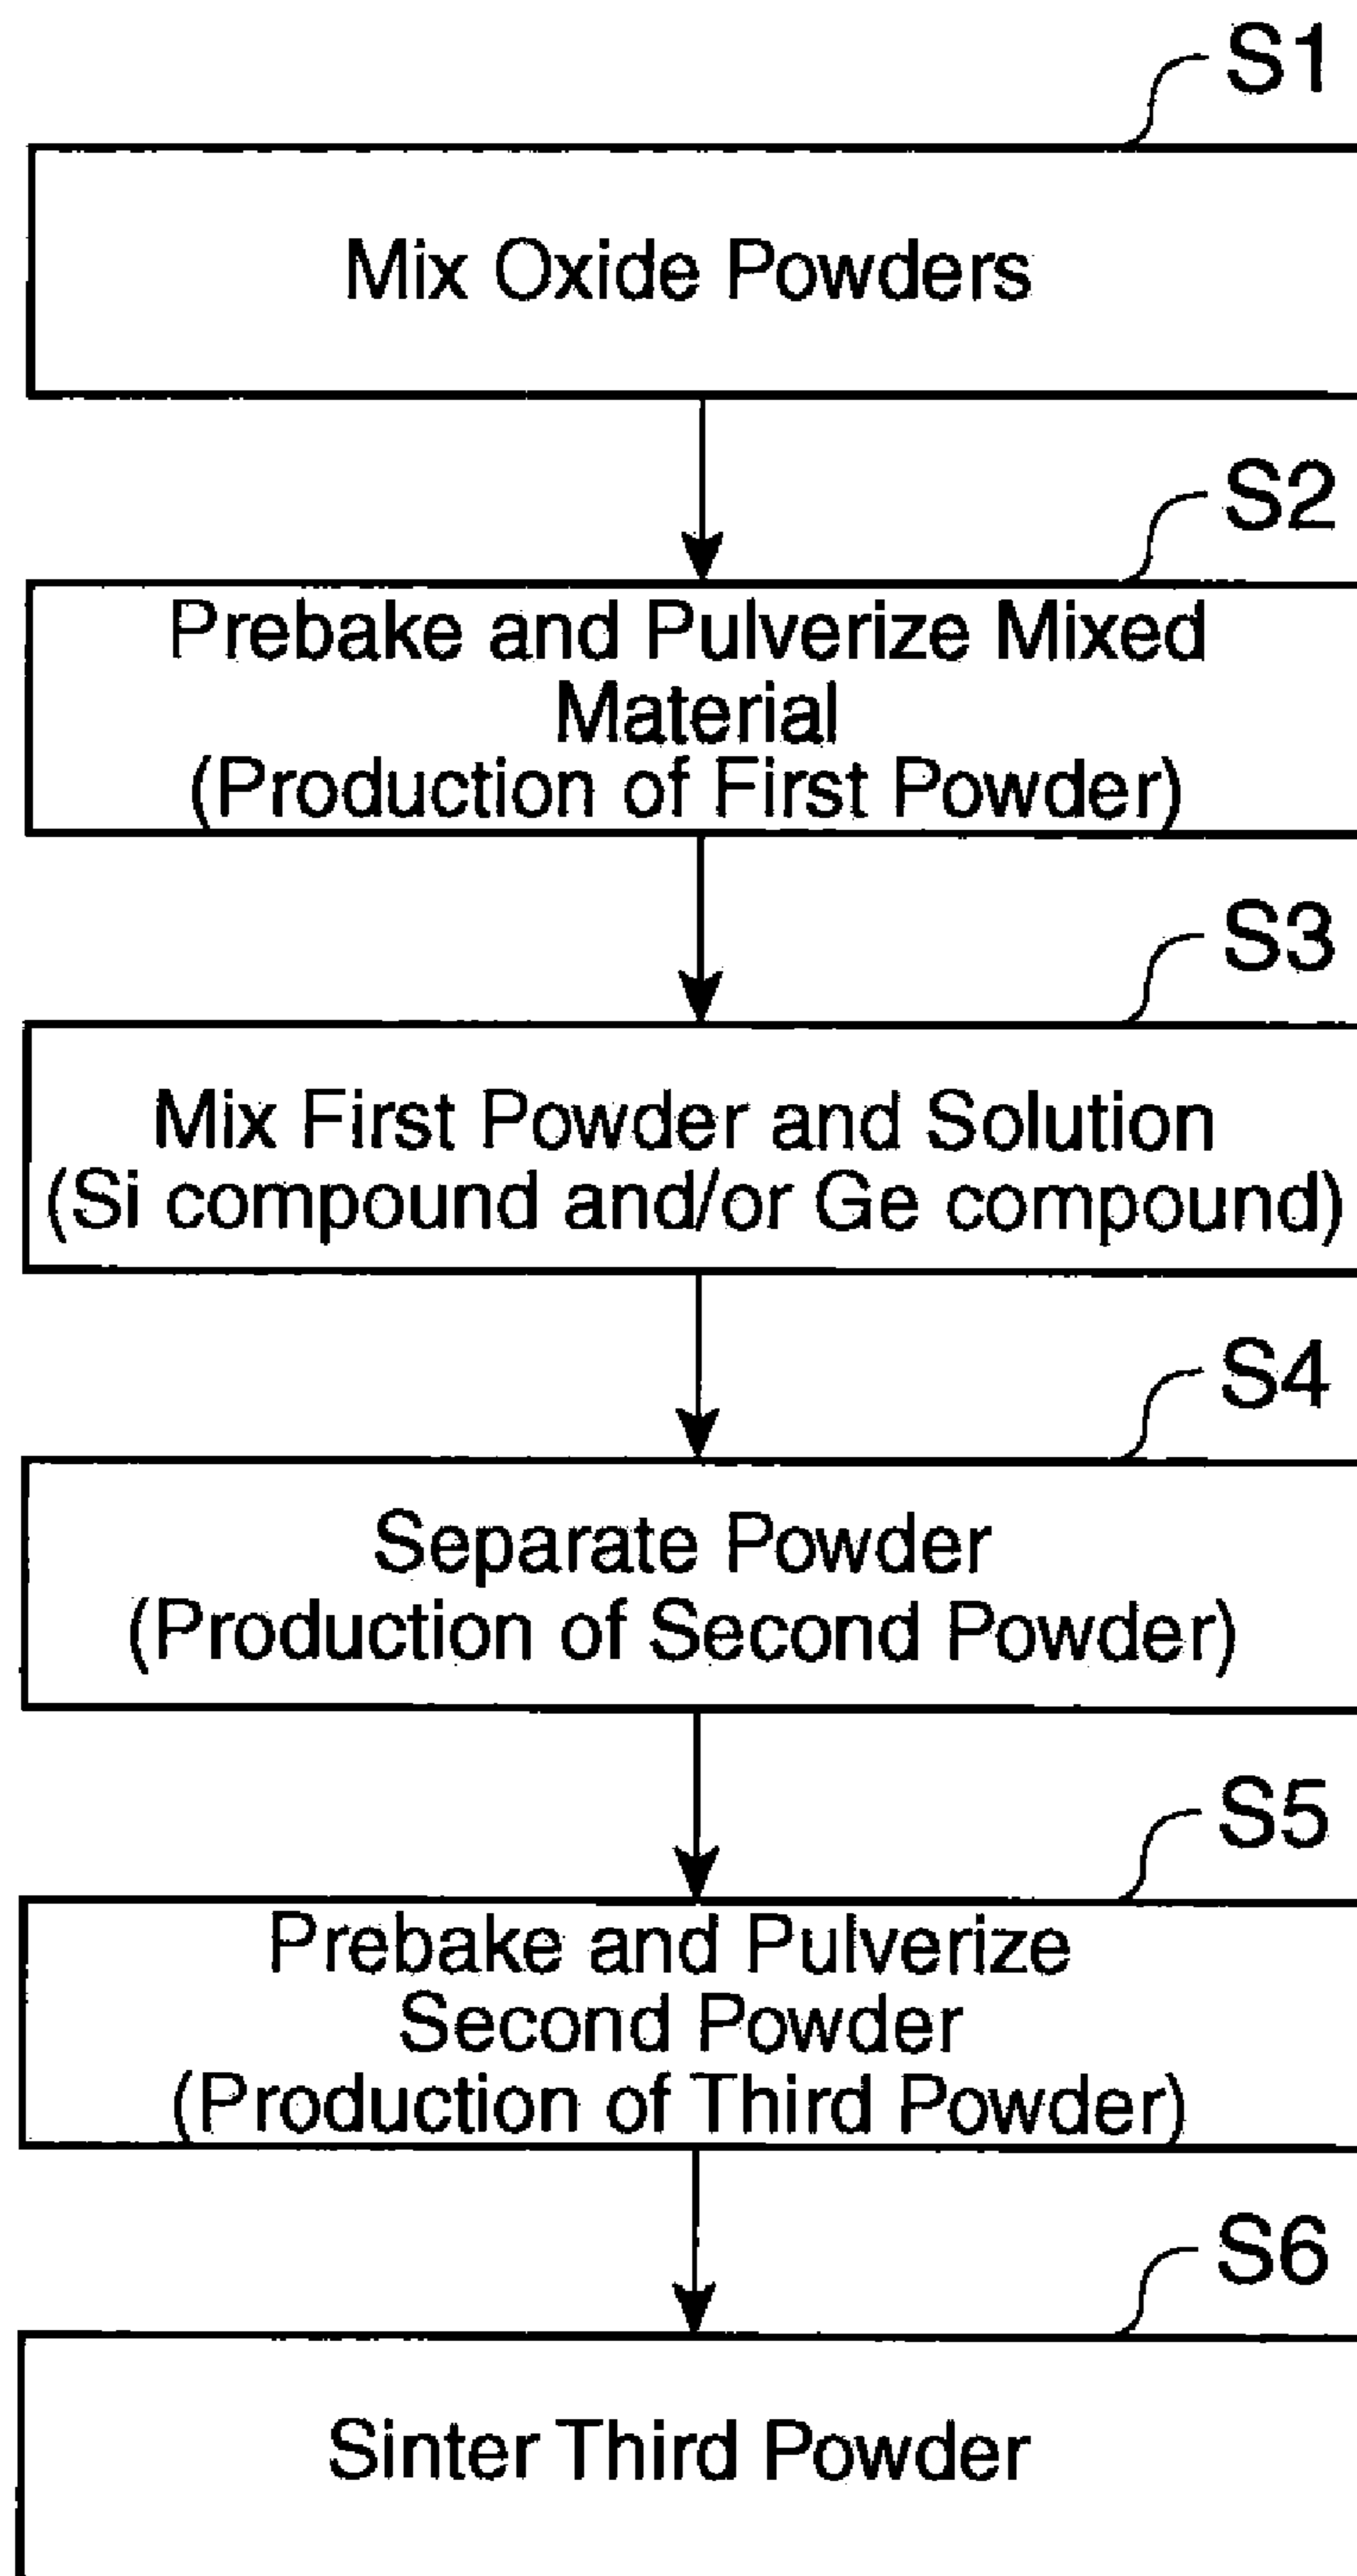 S1
Mix Oxide Powders
S2
Prebake and Pulverize Mixed
Material
(Production of First Powder)
S3
Mix First Powder and Solution
(Si compound and/or Ge compound)
S4
Separate Powder
(Production of Second Powder)
S5
Prebake and Pulverize
Second Powder
(Production of Third Powder)
S6
Sinter Third Powder